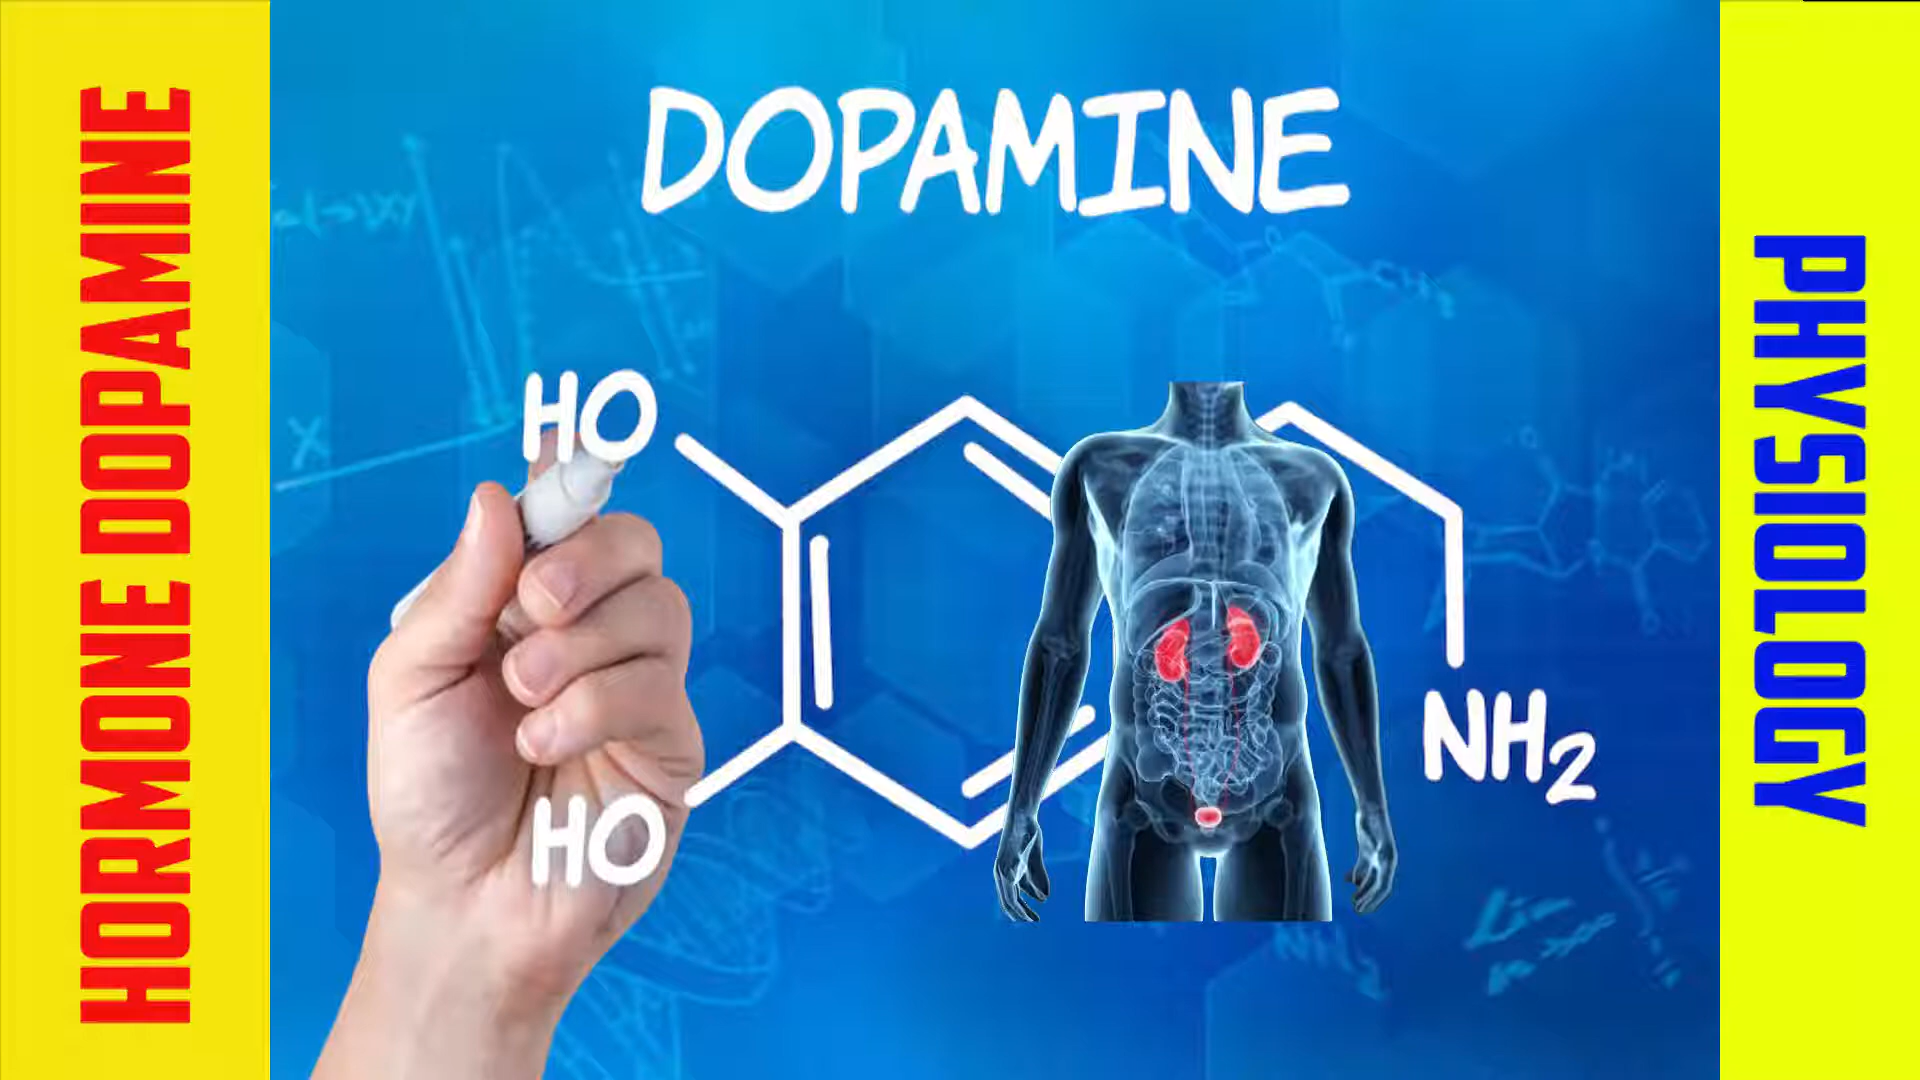 HORMONE DOPAMINE
DOPAMINE
HO
HO
NH2
PHYSIOLOGY
X